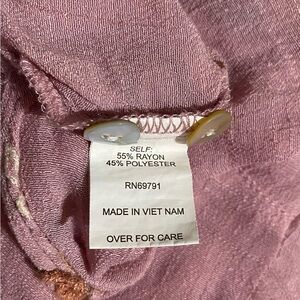 SELF:
55% RAYON
45% POLYESTER
RN69791
MADE IN VIET NAM
OVER FOR CARE